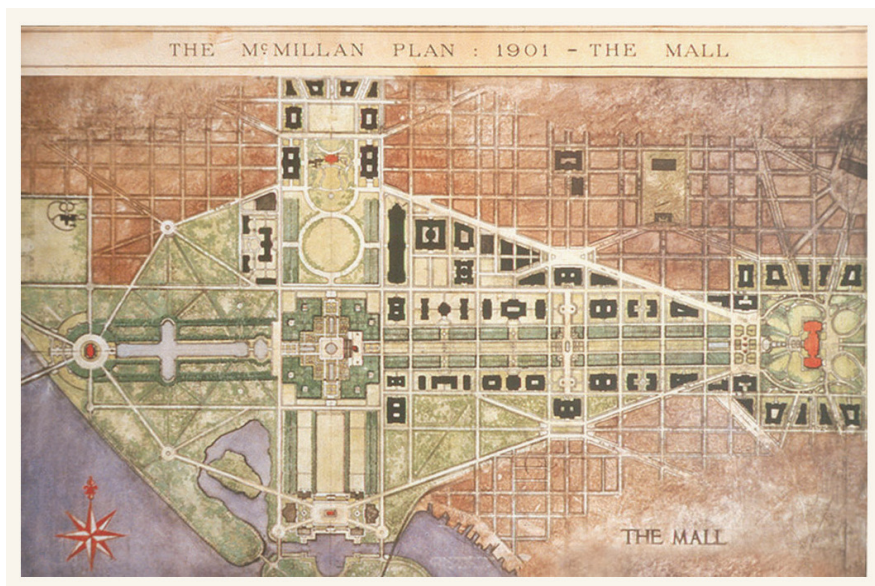 THE MᶜMILLAN PLAN : 1901 – THE MALL
THE MALL